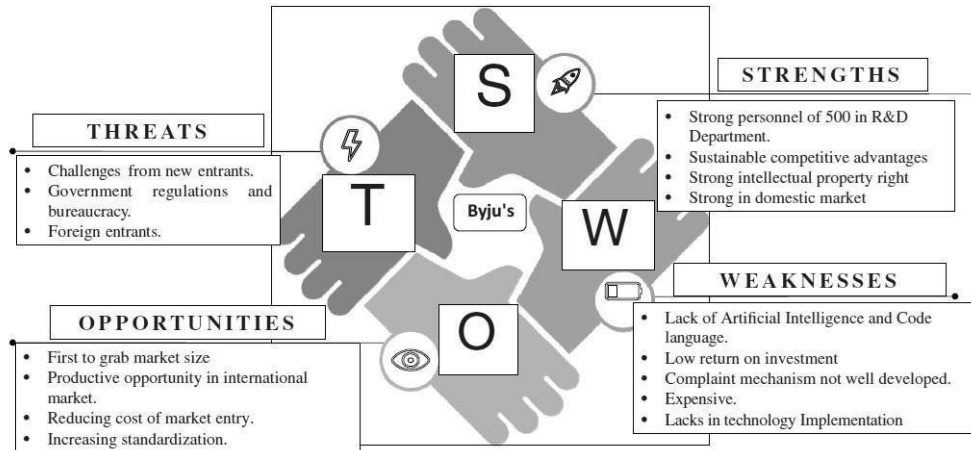 STRENGTHS
• Strong personnel of 500 in R&D
Department.
• Sustainable competitive advantages
• Strong intellectual property right
• Strong in domestic market
THREATS
• Challenges from new entrants.
• Government regulations and
bureaucracy.
• Foreign entrants.
S
T
Byju's
W
O
WEAKNESSES
• Lack of Artificial Intelligence and Code
language.
• Low return on investment
• Complaint mechanism not well developed.
• Expensive.
• Lacks in technology Implementation
OPPORTUNITIES
• First to grab market size
• Productive opportunity in international
market.
• Reducing cost of market entry.
• Increasing standardization.